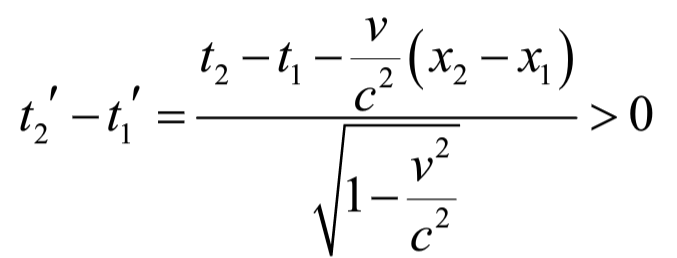 t₂′ − t₁′ = (t₂ − t₁ − (v/c²)(x₂ − x₁)) / √(1 − v²/c²) > 0